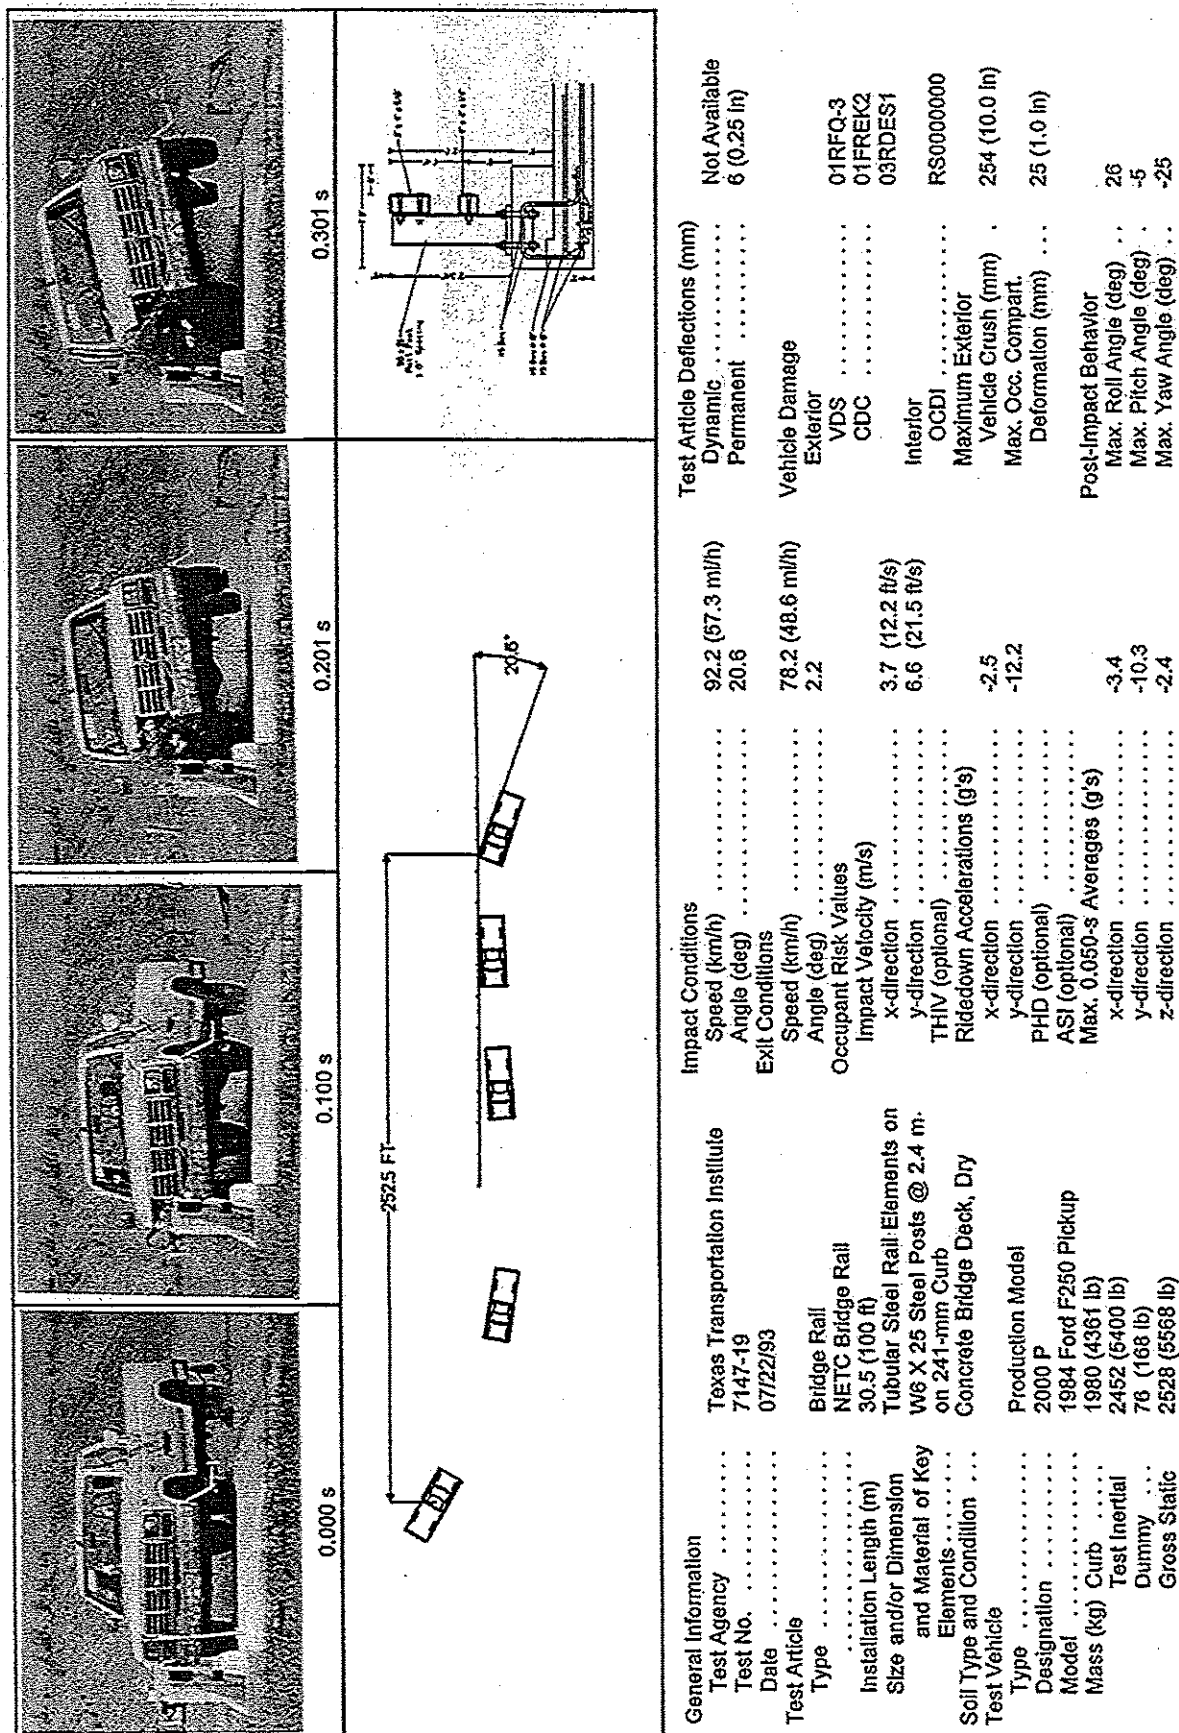 0.000 s
0.100 s
0.201 s
0.301 s
252.5 FT
20.6°
General Information
Test Agency ........ Texas Transportation Institute
Test No. ........... 7147-19
Date ............... 07/22/93
Test Article
Type ............... Bridge Rail
............... NETC Bridge Rail
Installation Length (m) 30.5 (100 ft)
Size and/or Dimension Tubular Steel Rail Elements on
and Material of Key W6 X 25 Steel Posts @ 2.4 m.
Elements ........ on 241-mm Curb
Soil Type and Condition ... Concrete Bridge Deck, Dry
Test Vehicle
Type ............... Production Model
Designation ........ 2000 P
Model .............. 1984 Ford F250 Pickup
Mass (kg) Curb ..... 1980 (4361 lb)
Test Inertial 2452 (5400 lb)
Dummy .. 76 (168 lb)
Gross Static 2528 (5568 lb)
Impact Conditions
Speed (km/h) ............ 92.2 (57.3 mi/h)
Angle (deg) ............. 20.6
Exit Conditions
Speed (km/h) ............ 78.2 (48.6 mi/h)
Angle (deg) ............. 2.2
Occupant Risk Values
Impact Velocity (m/s)
x-direction .............. 3.7 (12.2 ft/s)
y-direction .............. 6.6 (21.5 ft/s)
THIV (optional) ............
Ridedown Accelerations (g's)
x-direction .............. -2.5
y-direction .............. -12.2
PHD (optional) ............
ASI (optional) ............
Max. 0.050-s Averages (g's)
x-direction .............. -3.4
y-direction .............. -10.3
z-direction .............. -2.4
Test Article Deflections (mm)
Dynamic ............ Not Available
Permanent .......... 6 (0.25 in)
Vehicle Damage
Exterior
VDS .............. 01RFQ-3
CDC .............. 01FREK2
03RDES1
Interior
OCDI ............. RS0000000
Maximum Exterior
Vehicle Crush (mm) . 254 (10.0 in)
Max. Occ. Compart.
Deformation (mm) ... 25 (1.0 in)
Post-Impact Behavior
Max. Roll Angle (deg) .. 26
Max. Pitch Angle (deg) . -5
Max. Yaw Angle (deg) .. -25